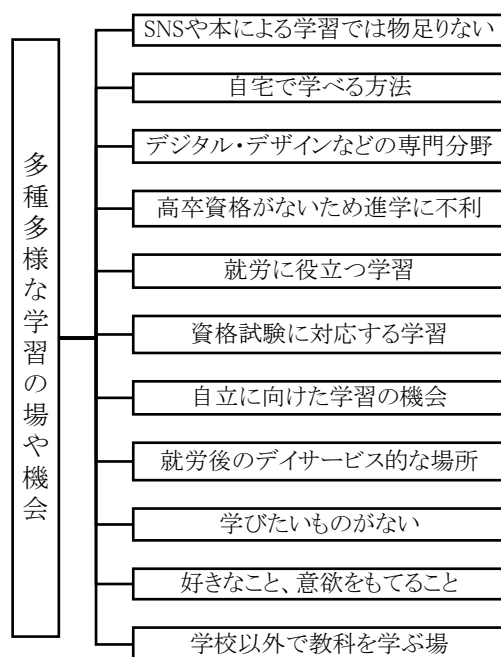 多種多様な学習の場や機会
SNSや本による学習では物足りない
自宅で学べる方法
デジタル・デザインなどの専門分野
高卒資格がないため進学に不利
就労に役立つ学習
資格試験に対応する学習
自立に向けた学習の機会
就労後のデイサービス的な場所
学びたいものがない
好きなこと、意欲をもてること
学校以外で教科を学ぶ場